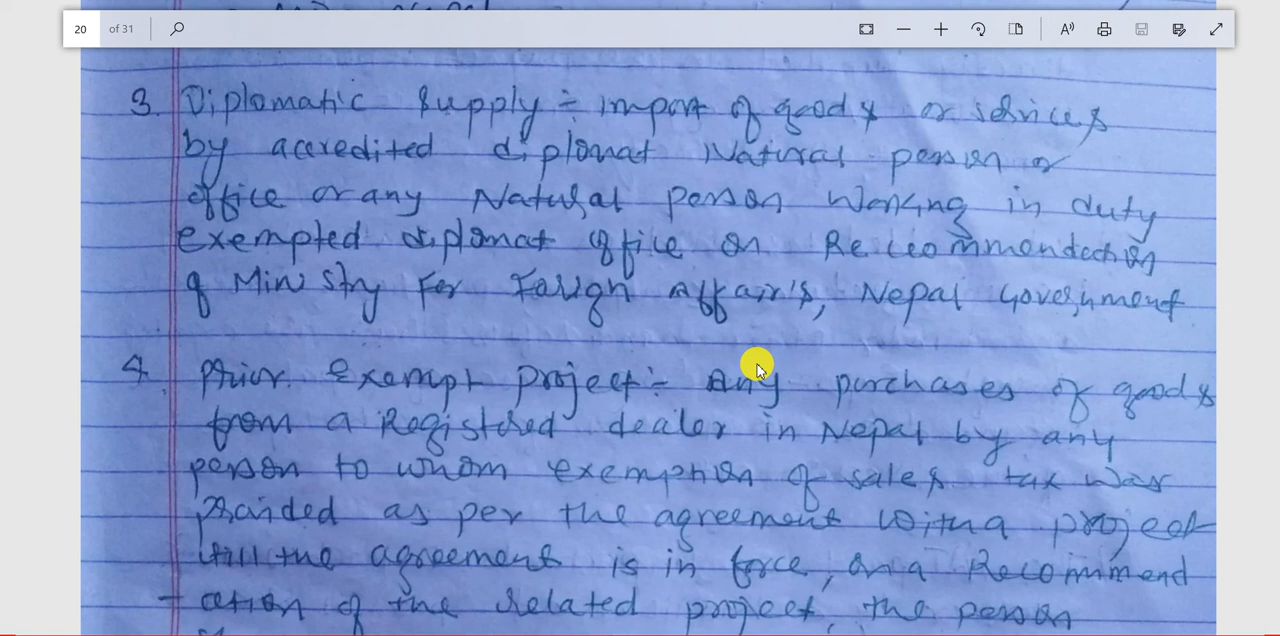 20 of 31
3. Diplomatic Supply :- import of goods or services
by accredited diplomat Natural person or
office or any Natural person working in duty
exempted diplomat office on Recommendation
of Ministry For Foreign Affair's, Nepal Government
4. Prior Exempt project :- Any purchases of goods
from a Registered dealer in Nepal by any
person to whom exemption of sales tax was
provided as per the agreement with a project
till the agreement is in force, on a Recommend
ation of the related project, the person